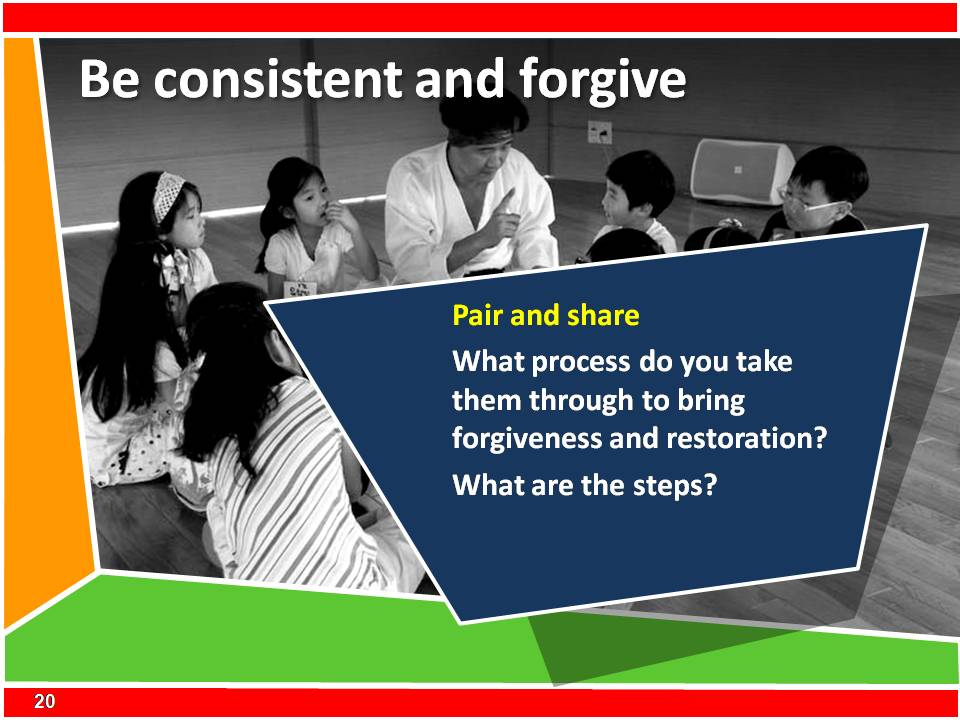 Be consistent and forgive
Pair and share
What process do you take
them through to bring
forgiveness and restoration?
What are the steps?
20